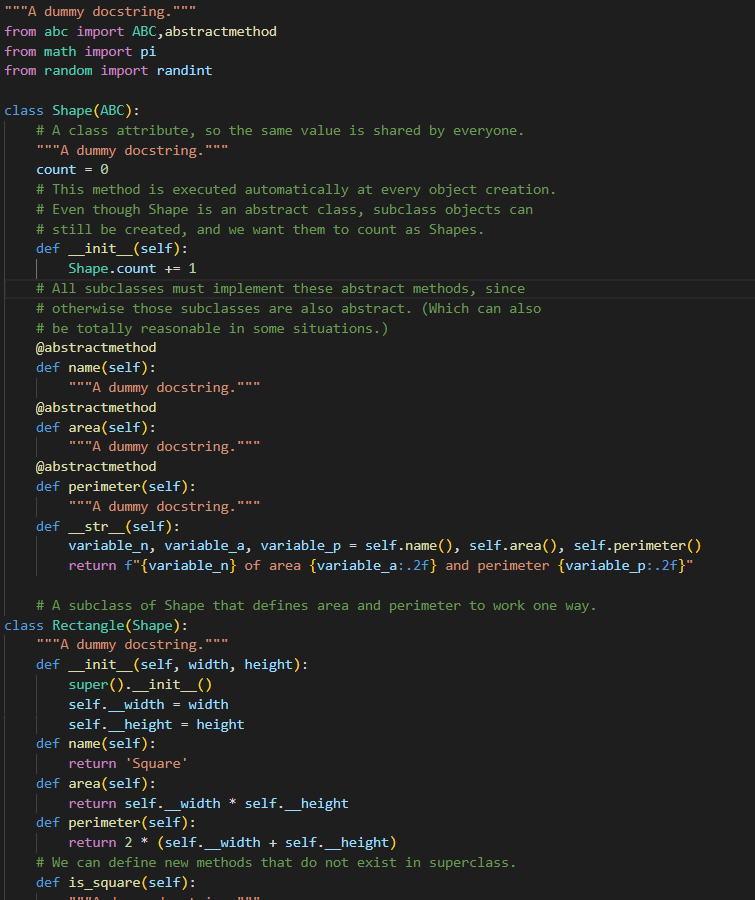 """A dummy docstring."""
from abc import ABC,abstractmethod
from math import pi
from random import randint

class Shape(ABC):
    # A class attribute, so the same value is shared by everyone.
    """A dummy docstring."""
    count = 0
    # This method is executed automatically at every object creation.
    # Even though Shape is an abstract class, subclass objects can
    # still be created, and we want them to count as Shapes.
    def __init__(self):
        Shape.count += 1
    # All subclasses must implement these abstract methods, since
    # otherwise those subclasses are also abstract. (Which can also
    # be totally reasonable in some situations.)
    @abstractmethod
    def name(self):
        """A dummy docstring."""
    @abstractmethod
    def area(self):
        """A dummy docstring."""
    @abstractmethod
    def perimeter(self):
        """A dummy docstring."""
    def __str__(self):
        variable_n, variable_a, variable_p = self.name(), self.area(), self.perimeter()
        return f"{variable_n} of area {variable_a:.2f} and perimeter {variable_p:.2f}"

    # A subclass of Shape that defines area and perimeter to work one way.
class Rectangle(Shape):
    """A dummy docstring."""
    def __init__(self, width, height):
        super().__init__()
        self.__width = width
        self.__height = height
    def name(self):
        return 'Square'
    def area(self):
        return self.__width * self.__height
    def perimeter(self):
        return 2 * (self.__width + self.__height)
    # We can define new methods that do not exist in superclass.
    def is_square(self):